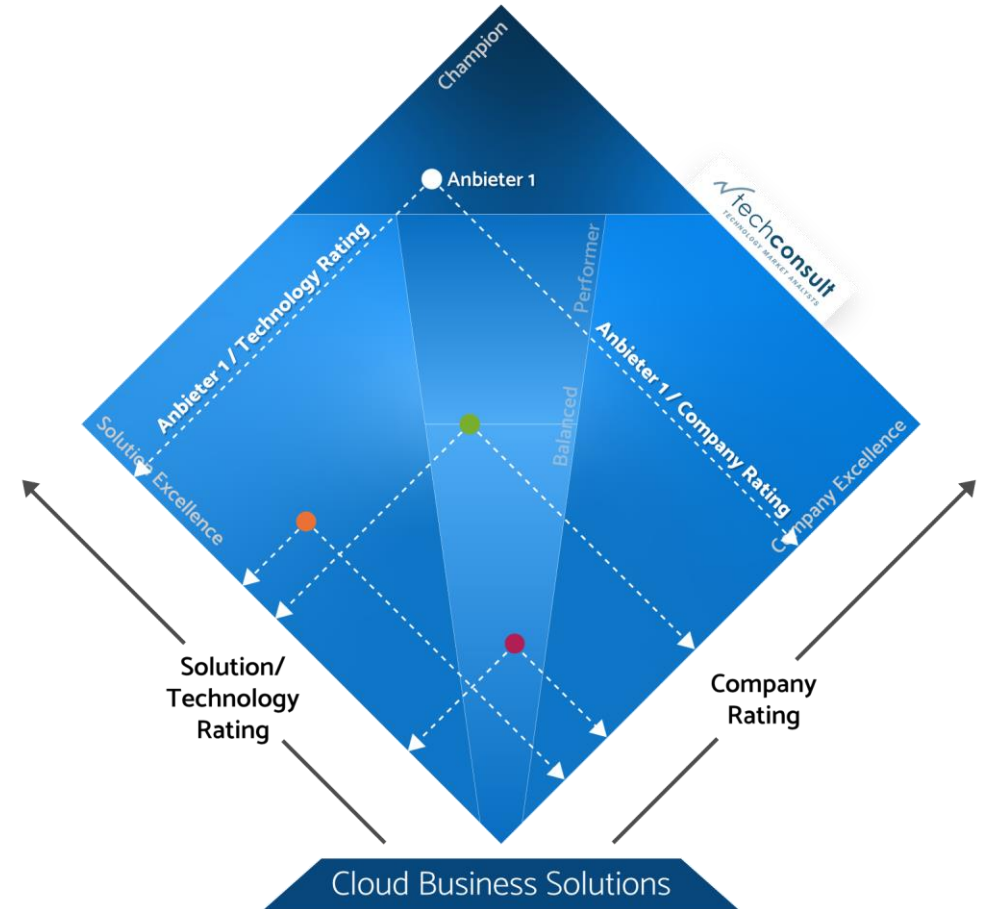 Champion
Anbieter 1
techconsult
TECHNOLOGY MARKET ANALYSTS
Performer
Anbieter 1 / Technology Rating
Anbieter 1 / Company Rating
Balanced
Solution Excellence
Company Excellence
Solution/
Technology
Rating
Company
Rating
Cloud Business Solutions